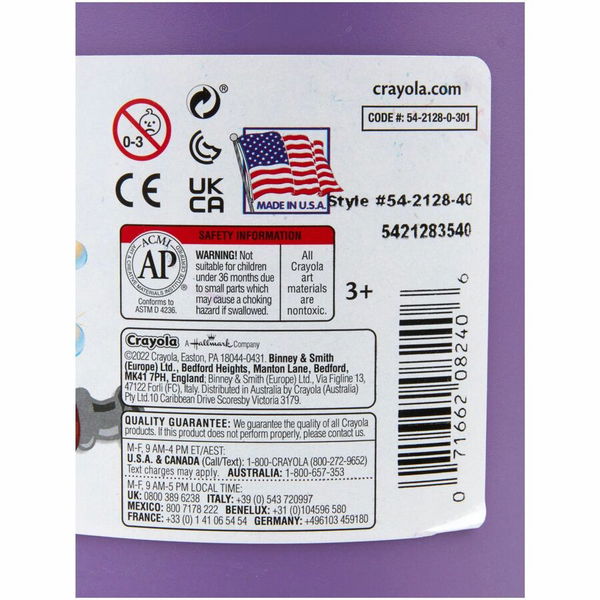 crayola.com
CODE #: 54-2128-0-301
0-3
CE
UK
CA
MADE IN U.S.A.
Style #54-2128-40
5421283540
SAFETY INFORMATION
ACMI
AP
Conforms to
ASTM D 4236.
WARNING! Not
suitable for children
under 36 months due
to small parts which
may cause a choking
hazard if swallowed.
All
Crayola
art
materials
are
nontoxic.
3+
Crayola A Hallmark Company
©2022 Crayola, Easton, PA 18044-0431. Binney & Smith
(Europe) Ltd., Bedford Heights, Manton Lane, Bedford,
MK41 7PH, England; Binney & Smith (Europe) Ltd., Via Figline 13,
47122 Forlì (FC), Italy. Distributed in Australia by Crayola (Australia)
Pty Ltd.10 Caribbean Drive Scoresby Victoria 3179.
QUALITY GUARANTEE: We guarantee the quality of all Crayola
products. If this product does not perform properly, please contact us.
M-F, 9 AM-4 PM ET/AEST:
U.S.A. & CANADA (Call/Text): 1-800-CRAYOLA (800-272-9652)
Text charges may apply. AUSTRALIA: 1-800-657-353
M-F, 9 AM-5 PM LOCAL TIME:
UK: 0800 389 6238 ITALY: +39 (0) 543 720997
MEXICO: 800 7178 222 BENELUX: +31 (0)104596 580
FRANCE: +33 (0) 1 41 06 54 54 GERMANY: +496103 459180
0 71662 08240 6